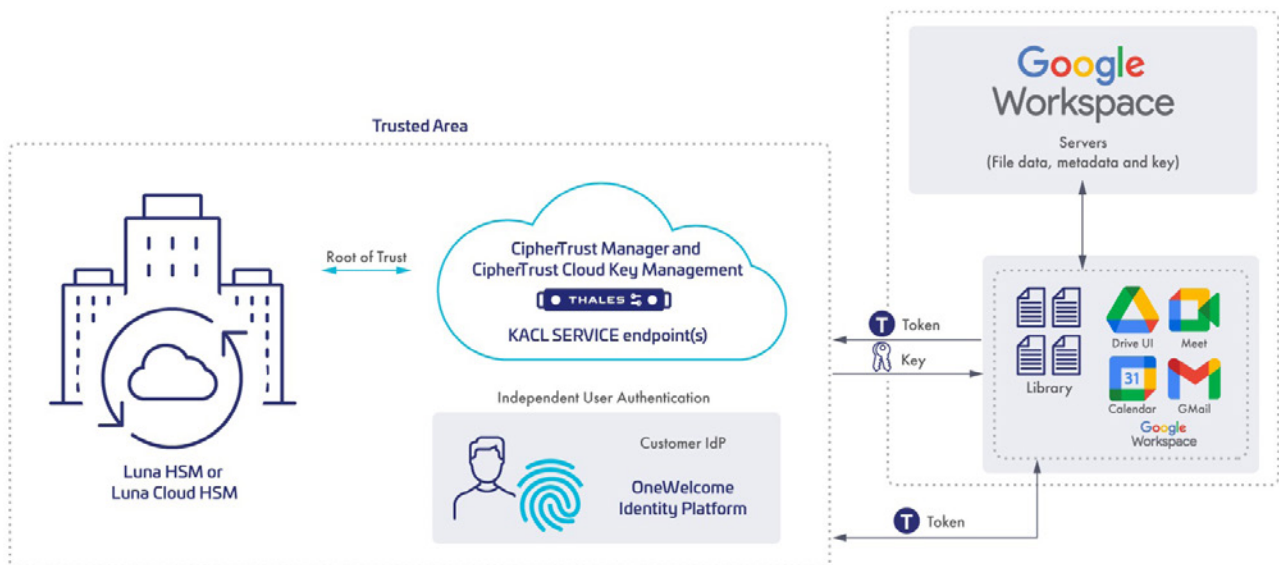 Google
Workspace
Servers
(File data, metadata and key)
Trusted Area
Root of Trust
CipherTrust Manager and
CipherTrust Cloud Key Management
THALES
KACL SERVICE endpoint(s)
Luna HSM or
Luna Cloud HSM
Independent User Authentication
Customer IdP
OneWelcome
Identity Platform
T Token
Key
Library
Drive UI
Meet
31
Calendar
GMail
Google
Workspace
T Token